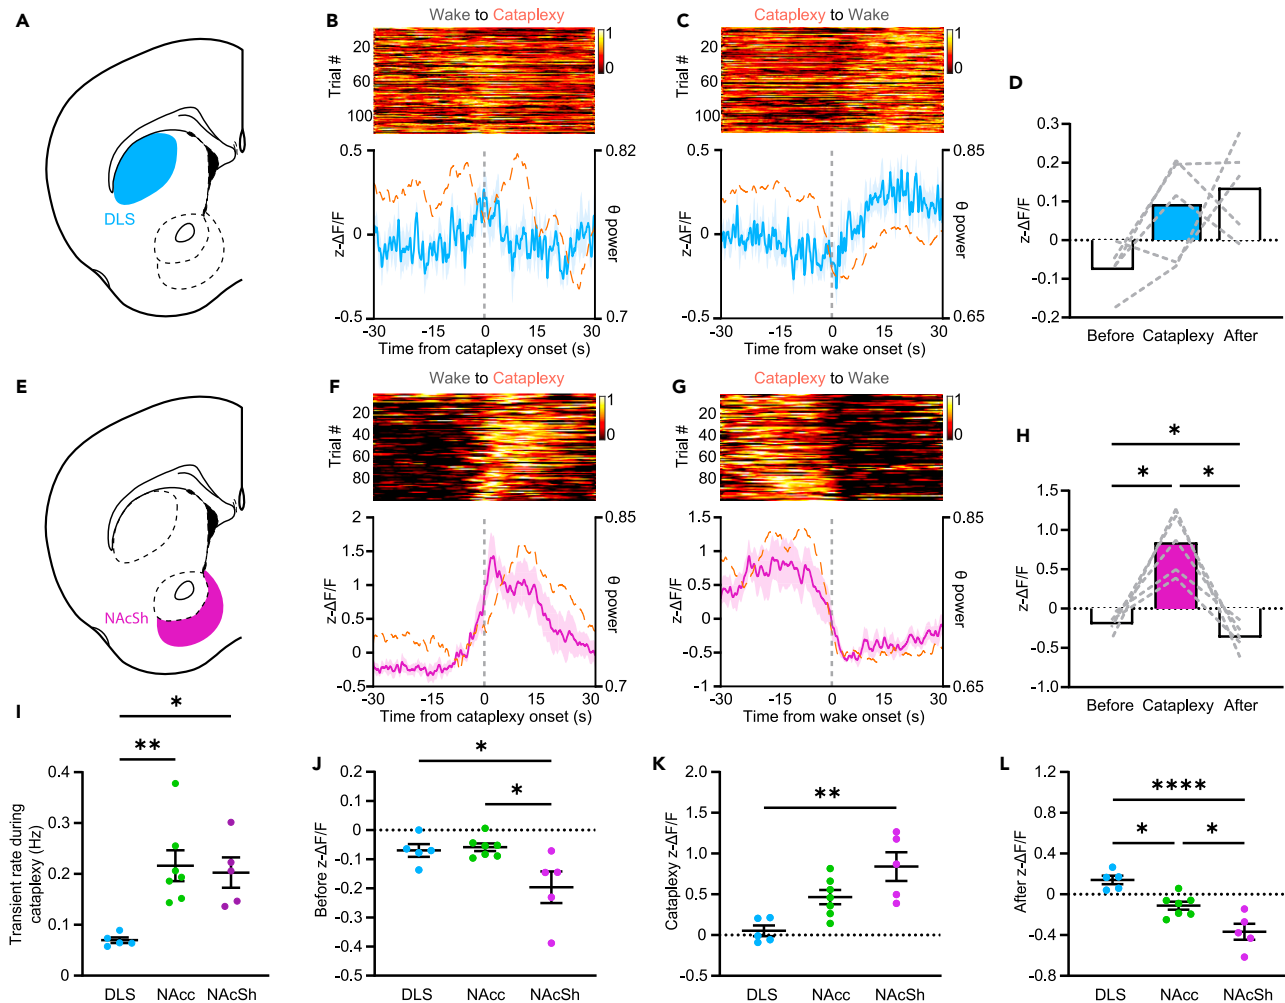 A
DLS
B
Wake to Cataplexy
Trial #
20
60
100
1
0
z-ΔF/F
0.5
0
-0.5
0.82
0.7
θ power
-30
-15
0
15
30
Time from cataplexy onset (s)
C
Cataplexy to Wake
Trial #
20
60
100
1
0
z-ΔF/F
0.5
0
-0.5
0.85
0.65
θ power
-30
-15
0
15
30
Time from wake onset (s)
D
z-ΔF/F
0.3
0.2
0.1
0
-0.1
-0.2
Before Cataplexy After
E
NAcSh
F
Wake to Cataplexy
Trial #
20
40
60
80
1
0
z-ΔF/F
2
1.5
1
0.5
0
-0.5
0.85
0.7
θ power
-30
-15
0
15
30
Time from cataplexy onset (s)
G
Cataplexy to Wake
Trial #
20
40
60
80
1
0
z-ΔF/F
1.5
1
0.5
0
-0.5
-1
0.85
0.65
θ power
-30
-15
0
15
30
Time from wake onset (s)
H
*
* *
z-ΔF/F
1.5
1.0
0.5
0
-0.5
-1.0
Before Cataplexy After
I
*
**
Transient rate during
cataplexy (Hz)
0.4
0.3
0.2
0.1
0
DLS NAcc NAcSh
J
*
*
Before z-ΔF/F
0.2
0.1
0
-0.1
-0.2
-0.3
-0.4
-0.5
DLS NAcc NAcSh
K
**
Cataplexy z-ΔF/F
2.0
1.5
1.0
0.5
0
-0.5
DLS NAcc NAcSh
L
****
* *
After z-ΔF/F
1.2
0.8
0.4
0
-0.4
-0.8
DLS NAcc NAcSh